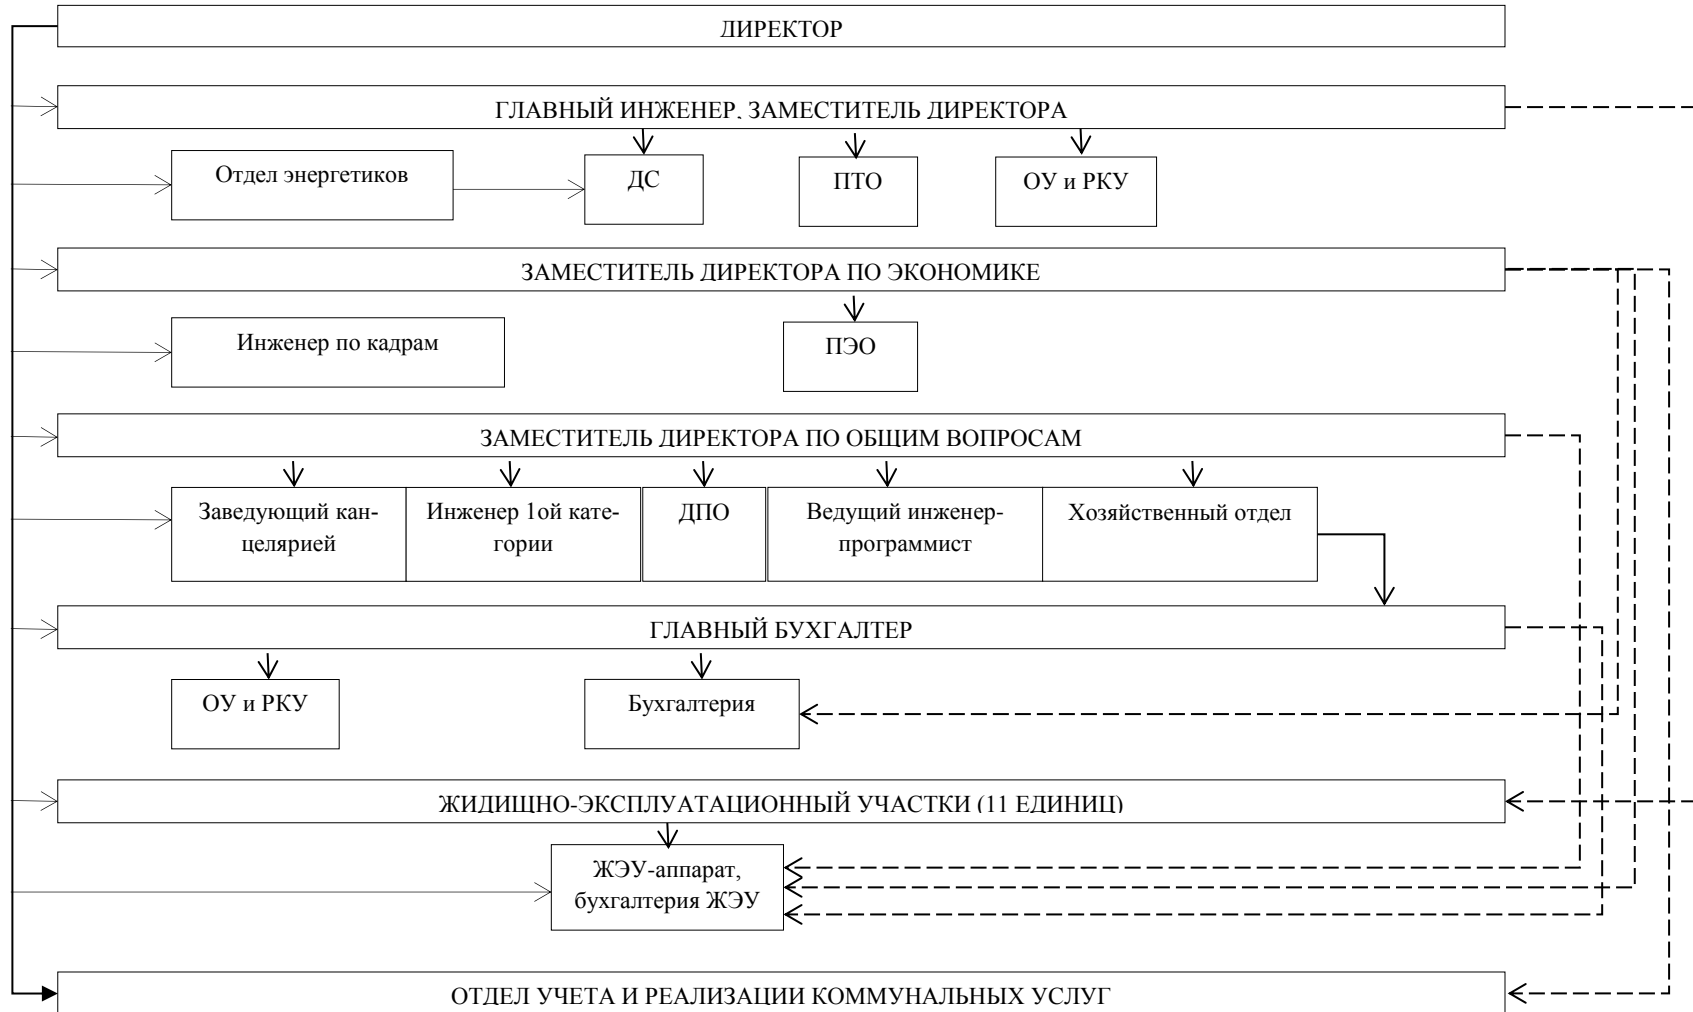 ДИРЕКТОР
ГЛАВНЫЙ ИНЖЕНЕР, ЗАМЕСТИТЕЛЬ ДИРЕКТОРА
Отдел энергетиков
ДС
ПТО
ОУ и РКУ
ЗАМЕСТИТЕЛЬ ДИРЕКТОРА ПО ЭКОНОМИКЕ
Инженер по кадрам
ПЭО
ЗАМЕСТИТЕЛЬ ДИРЕКТОРА ПО ОБЩИМ ВОПРОСАМ
Заведующий кан-
целярией
Инженер 1ой кате-
гории
ДПО
Ведущий инженер-
программист
Хозяйственный отдел
ГЛАВНЫЙ БУХГАЛТЕР
ОУ и РКУ
Бухгалтерия
ЖИДИЩНО-ЭКСПЛУАТАЦИОННЫЙ УЧАСТКИ (11 ЕДИНИЦ)
ЖЭУ-аппарат,
бухгалтерия ЖЭУ
ОТДЕЛ УЧЕТА И РЕАЛИЗАЦИИ КОММУНАЛЬНЫХ УСЛУГ